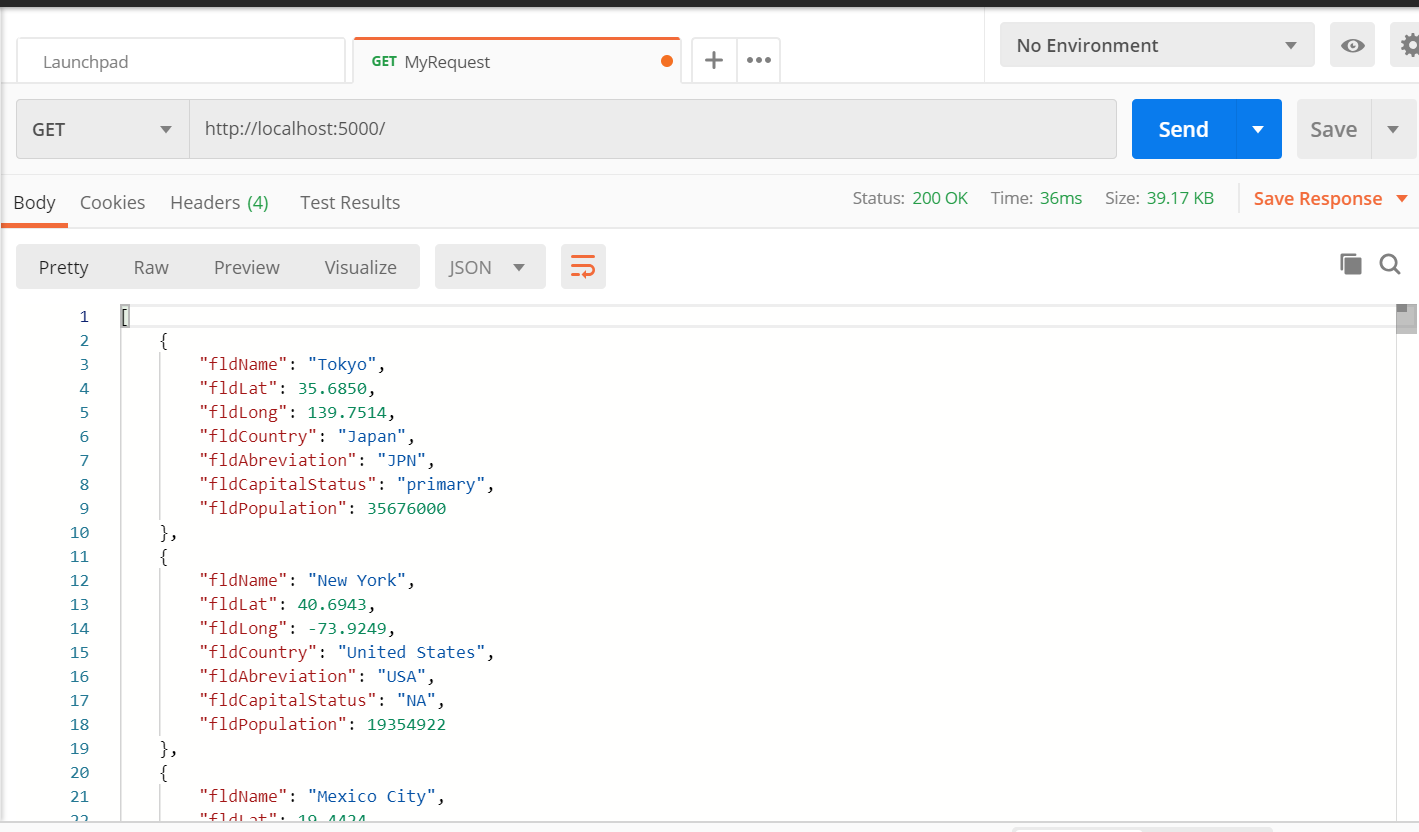 Launchpad
GET MyRequest
No Environment
GET http://localhost:5000/
Send
Save
Body Cookies Headers (4) Test Results
Status: 200 OK Time: 36ms Size: 39.17 KB Save Response
Pretty Raw Preview Visualize JSON
1 [
2 {
3 "fldName": "Tokyo",
4 "fldLat": 35.6850,
5 "fldLong": 139.7514,
6 "fldCountry": "Japan",
7 "fldAbreviation": "JPN",
8 "fldCapitalStatus": "primary",
9 "fldPopulation": 35676000
10 },
11 {
12 "fldName": "New York",
13 "fldLat": 40.6943,
14 "fldLong": -73.9249,
15 "fldCountry": "United States",
16 "fldAbreviation": "USA",
17 "fldCapitalStatus": "NA",
18 "fldPopulation": 19354922
19 },
20 {
21 "fldName": "Mexico City",
22 "fldLat": 19.4424